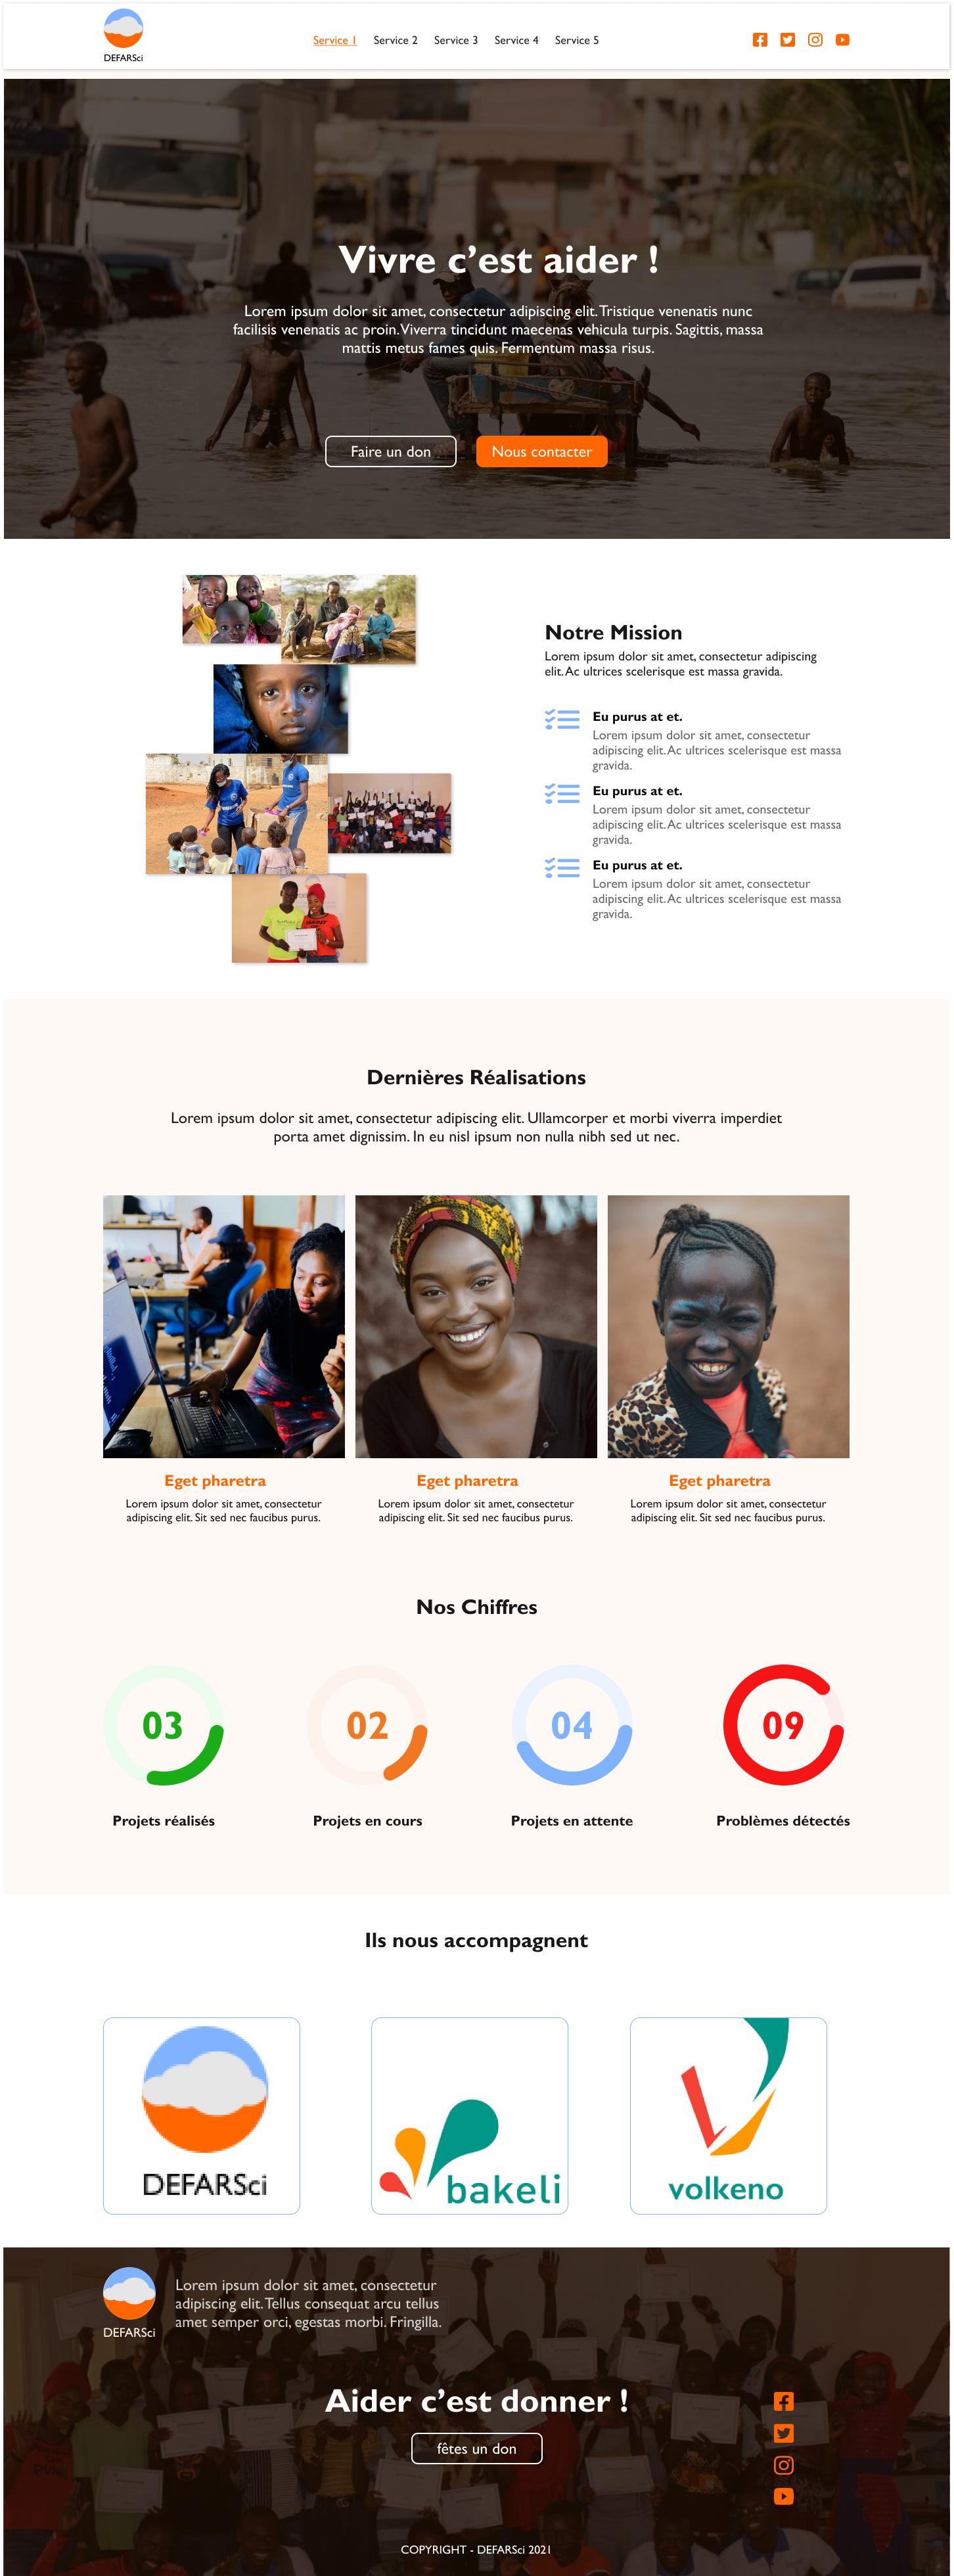 DEFARSci
Service 1 Service 2 Service 3 Service 4 Service 5
Vivre c’est aider !
Lorem ipsum dolor sit amet, consectetur adipiscing elit. Tristique venenatis nunc
facilisis venenatis ac proin. Viverra tincidunt maecenas vehicula turpis. Sagittis, massa
mattis metus fames quis. Fermentum massa risus.
Faire un don
Nous contacter
Notre Mission
Lorem ipsum dolor sit amet, consectetur adipiscing
elit. Ac ultrices scelerisque est massa gravida.
Eu purus at et.
Lorem ipsum dolor sit amet, consectetur
adipiscing elit. Ac ultrices scelerisque est massa
gravida.
Eu purus at et.
Lorem ipsum dolor sit amet, consectetur
adipiscing elit. Ac ultrices scelerisque est massa
gravida.
Eu purus at et.
Lorem ipsum dolor sit amet, consectetur
adipiscing elit. Ac ultrices scelerisque est massa
gravida.
Dernières Réalisations
Lorem ipsum dolor sit amet, consectetur adipiscing elit. Ullamcorper et morbi viverra imperdiet
porta amet dignissim. In eu nisl ipsum non nulla nibh sed ut nec.
Eget pharetra
Lorem ipsum dolor sit amet, consectetur
adipiscing elit. Sit sed nec faucibus purus.
Eget pharetra
Lorem ipsum dolor sit amet, consectetur
adipiscing elit. Sit sed nec faucibus purus.
Eget pharetra
Lorem ipsum dolor sit amet, consectetur
adipiscing elit. Sit sed nec faucibus purus.
Nos Chiffres
03
Projets réalisés
02
Projets en cours
04
Projets en attente
09
Problèmes détectés
Ils nous accompagnent
DEFARSci
bakeli
volkeno
DEFARSci
Lorem ipsum dolor sit amet, consectetur
adipiscing elit. Tellus consequat arcu tellus
amet semper orci, egestas morbi. Fringilla.
Aider c’est donner !
fêtes un don
COPYRIGHT - DEFARSci 2021